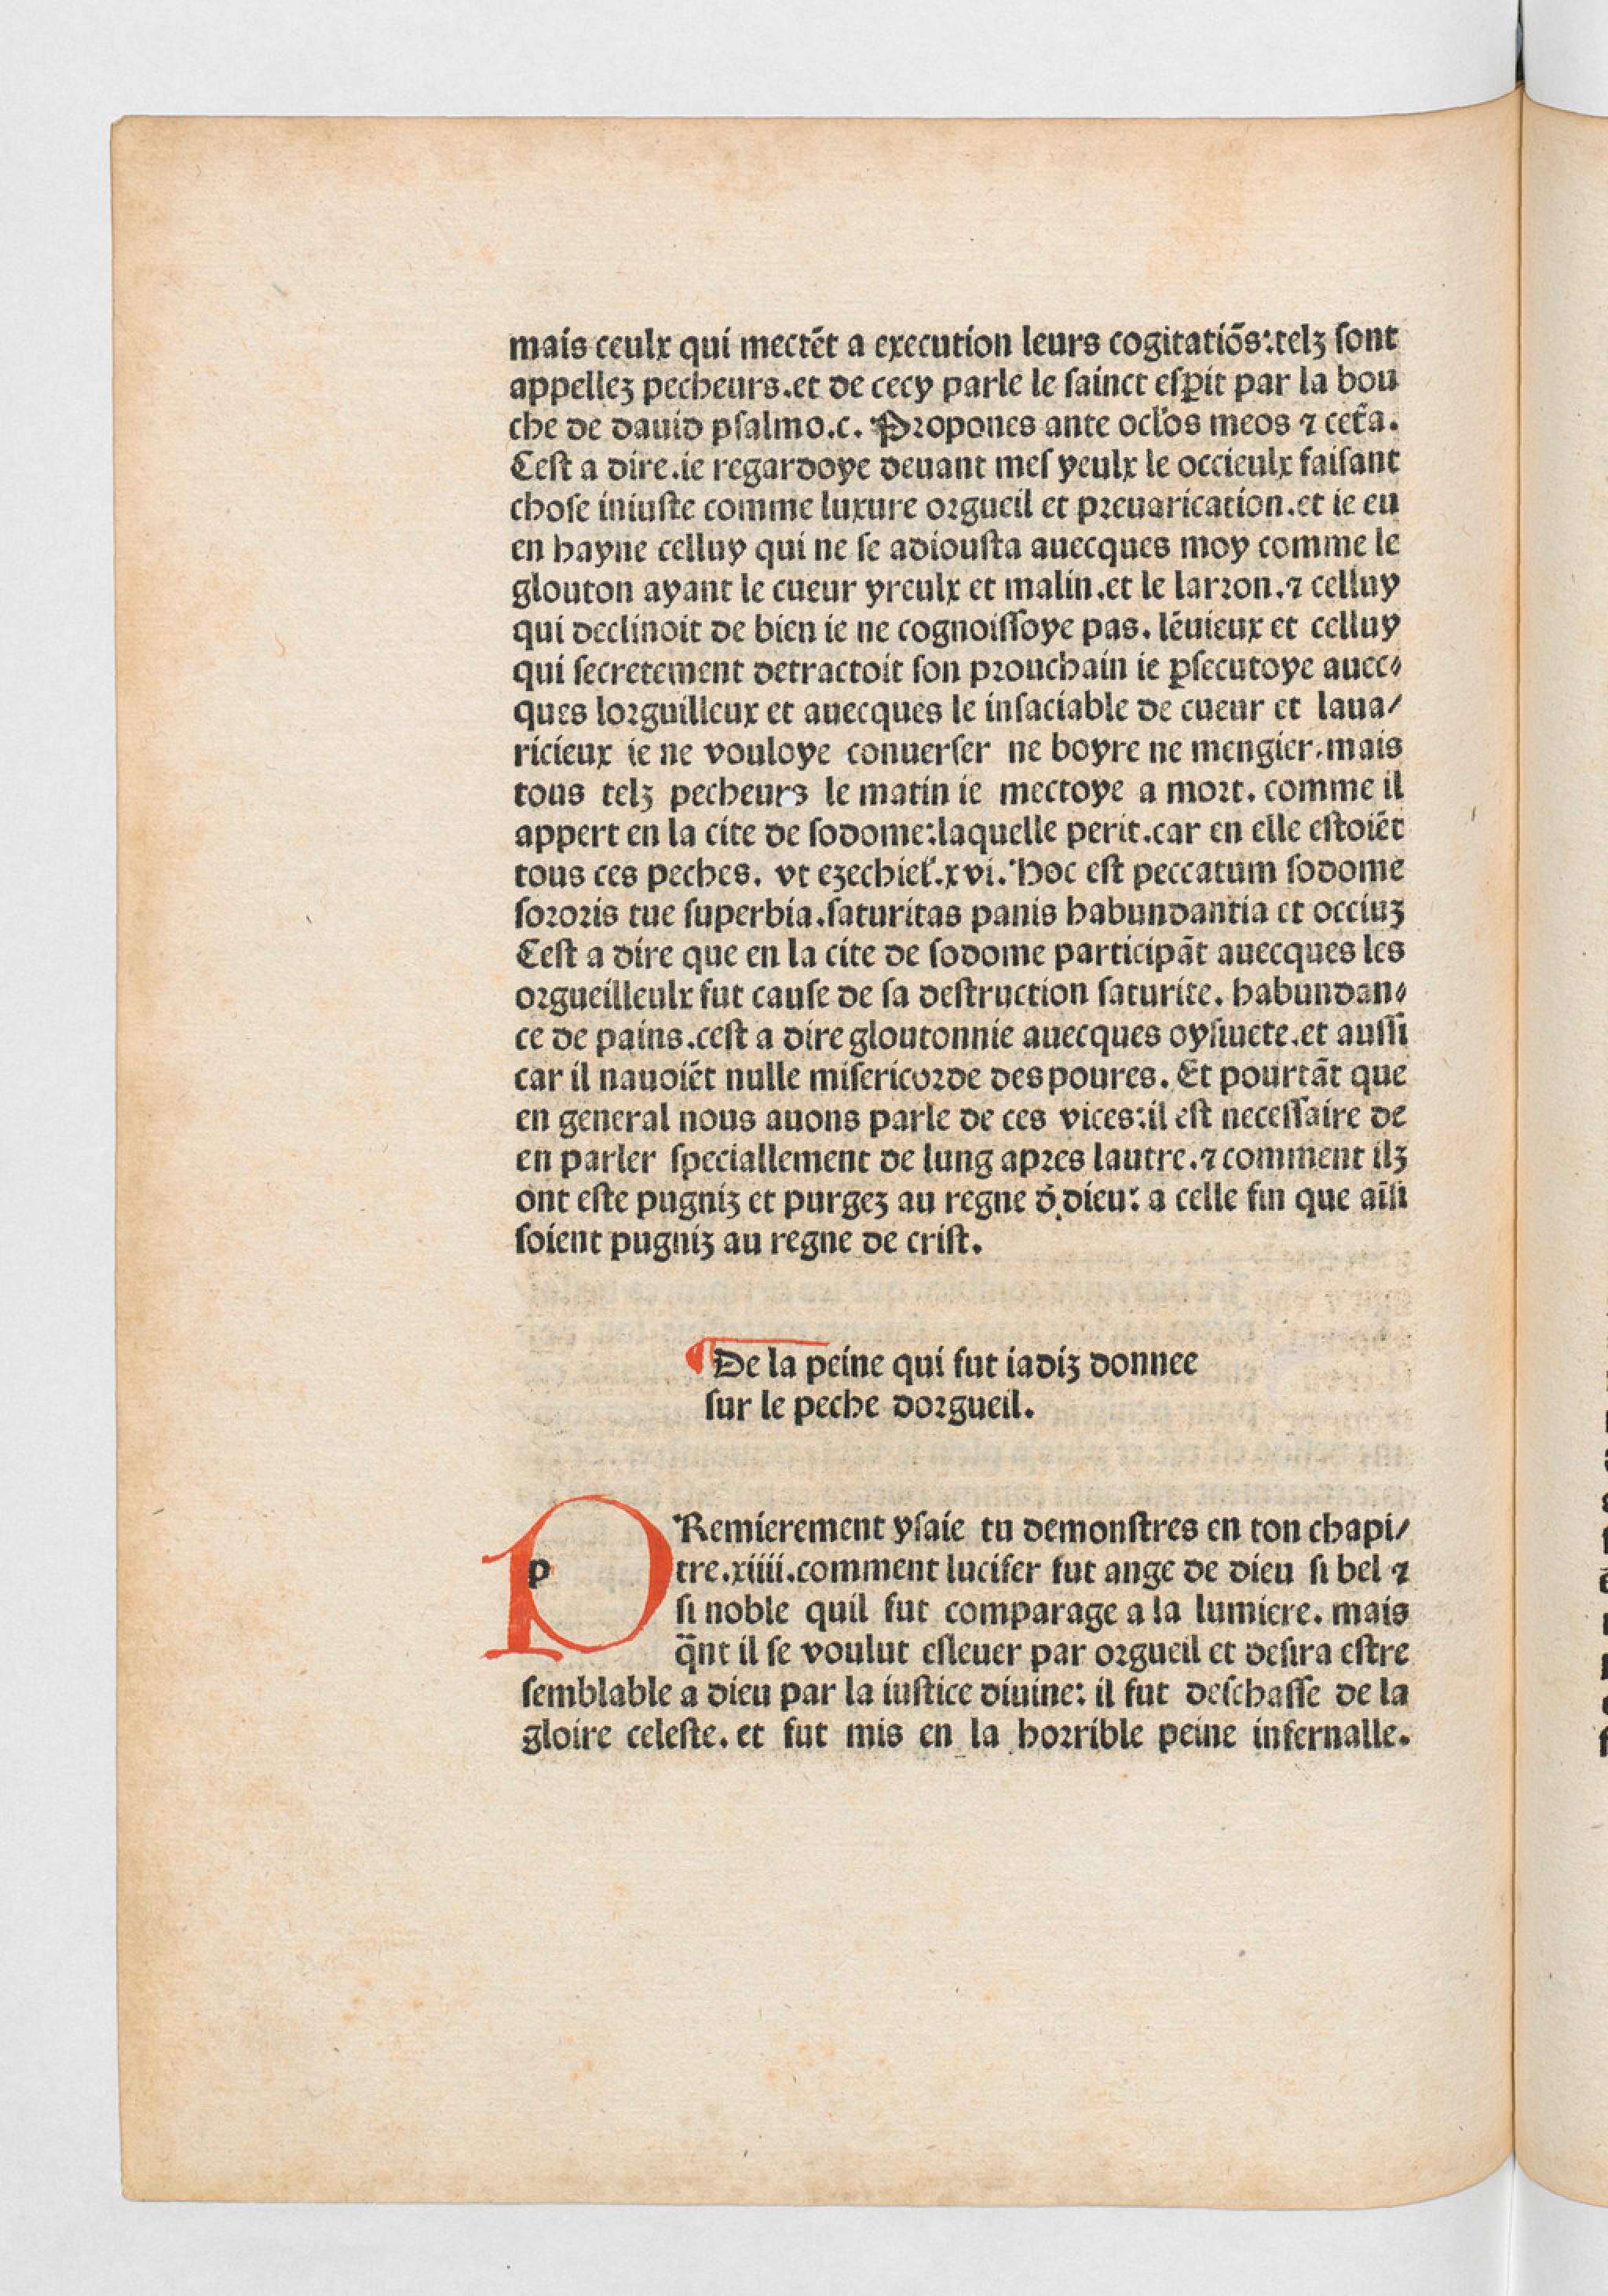 mais ceulx qui mectēt a execution leurs cogitatiōs:telz ſont
appellez pecheurs.et de cecy parle le ſainct eſꝑit par la bou
che de dauid pſalmo.c. Propones ante ocl'os meos ⁊ cet̄a.
Ceſt a dire.ie regardoye deuant meſ yeulx le occieulx faiſant
choſe iniuſte comme luxure orgueil et preuarication.et ie eu
en hayne celluy qui ne ſe adiouſta auecques moy comme le
glouton ayant le cueur yreulx et malin.et le larron.⁊ celluy
qui declinoit de bien ie ne cognoiſſoye pas. lēuieux et celluy
qui ſecretement detractoit ſon prouchain ie ꝑſecutoye auec⸗
ques lorguilleux et auecques le inſaciable de cueur et laua/
ricieux ie ne vouloye conuerſer ne boyre ne mengier.mais
tous telz pecheurs le matin ie mectoye a mort. comme il
appert en la cite de ſodome:laquelle perit.car en elle eſtoiēt
tous ces peches. vt ezechiel̓.xvi. Hoc eſt peccatum ſodome
ſororis tue ſuperbia.ſaturitas panis habundantia et occiuz
Ceſt a dire que en la cite de ſodome participāt auecques les
orgueilleulx fut cauſe de ſa deſtruction ſaturite. habundan⸗
ce de pains.ceſt a dire gloutonnie auecques oyſiuete.et auſſi
car il nauoiēt nulle miſericorde des poures. Et pourtāt que
en general nous auons parle de ces vices:il eſt neceſſaire de
en parler ſpeciallement de lung apres lautre.⁊ comment ilz
ont eſte pugniz et purgez au regne d̓ dieu: a celle fin que aīſi
ſoient pugniz au regne de criſt.
¶De la peine qui fut iadiz donnee
ſur le peche dorgueil.
PRemierement yſaie tu demonſtres en ton chapi/
tre.xiiii.comment lucifer fut ange de dieu ſi bel ⁊
ſi noble quil fut comparage a la lumiere. mais
q̄nt il ſe voulut eſleuer par orgueil et deſira eſtre
ſemblable a dieu par la iuſtice diuine: il fut deſchaſſe de la
gloire celeſte. et fut mis en la horrible peine infernalle.